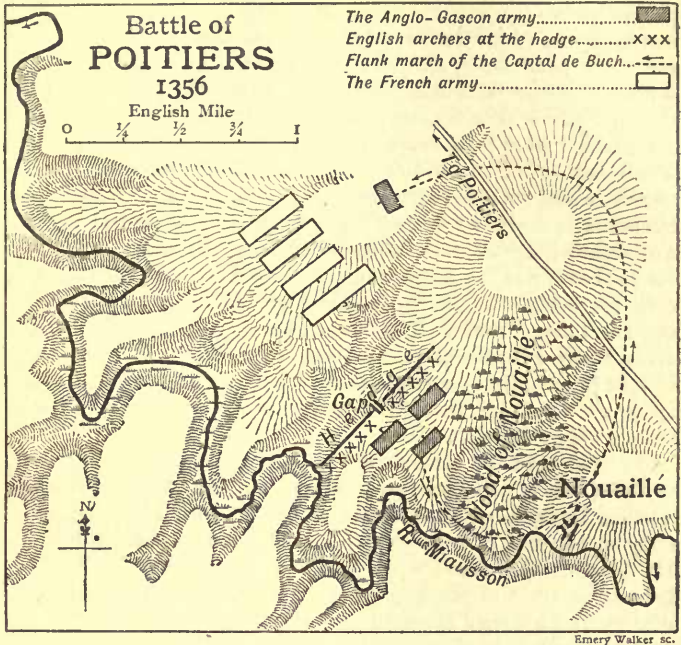 Battle of
POITIERS
1356
English Mile
0 ¼ ½ ¾ 1
The Anglo-Gascon army
English archers at the hedge xxx
Flank march of the Captal de Buch
The French army
To Poitiers
Hedge
Gap
Wood of Nouaillé
Nouaillé
R. Miausson
N
Emery Walker sc.